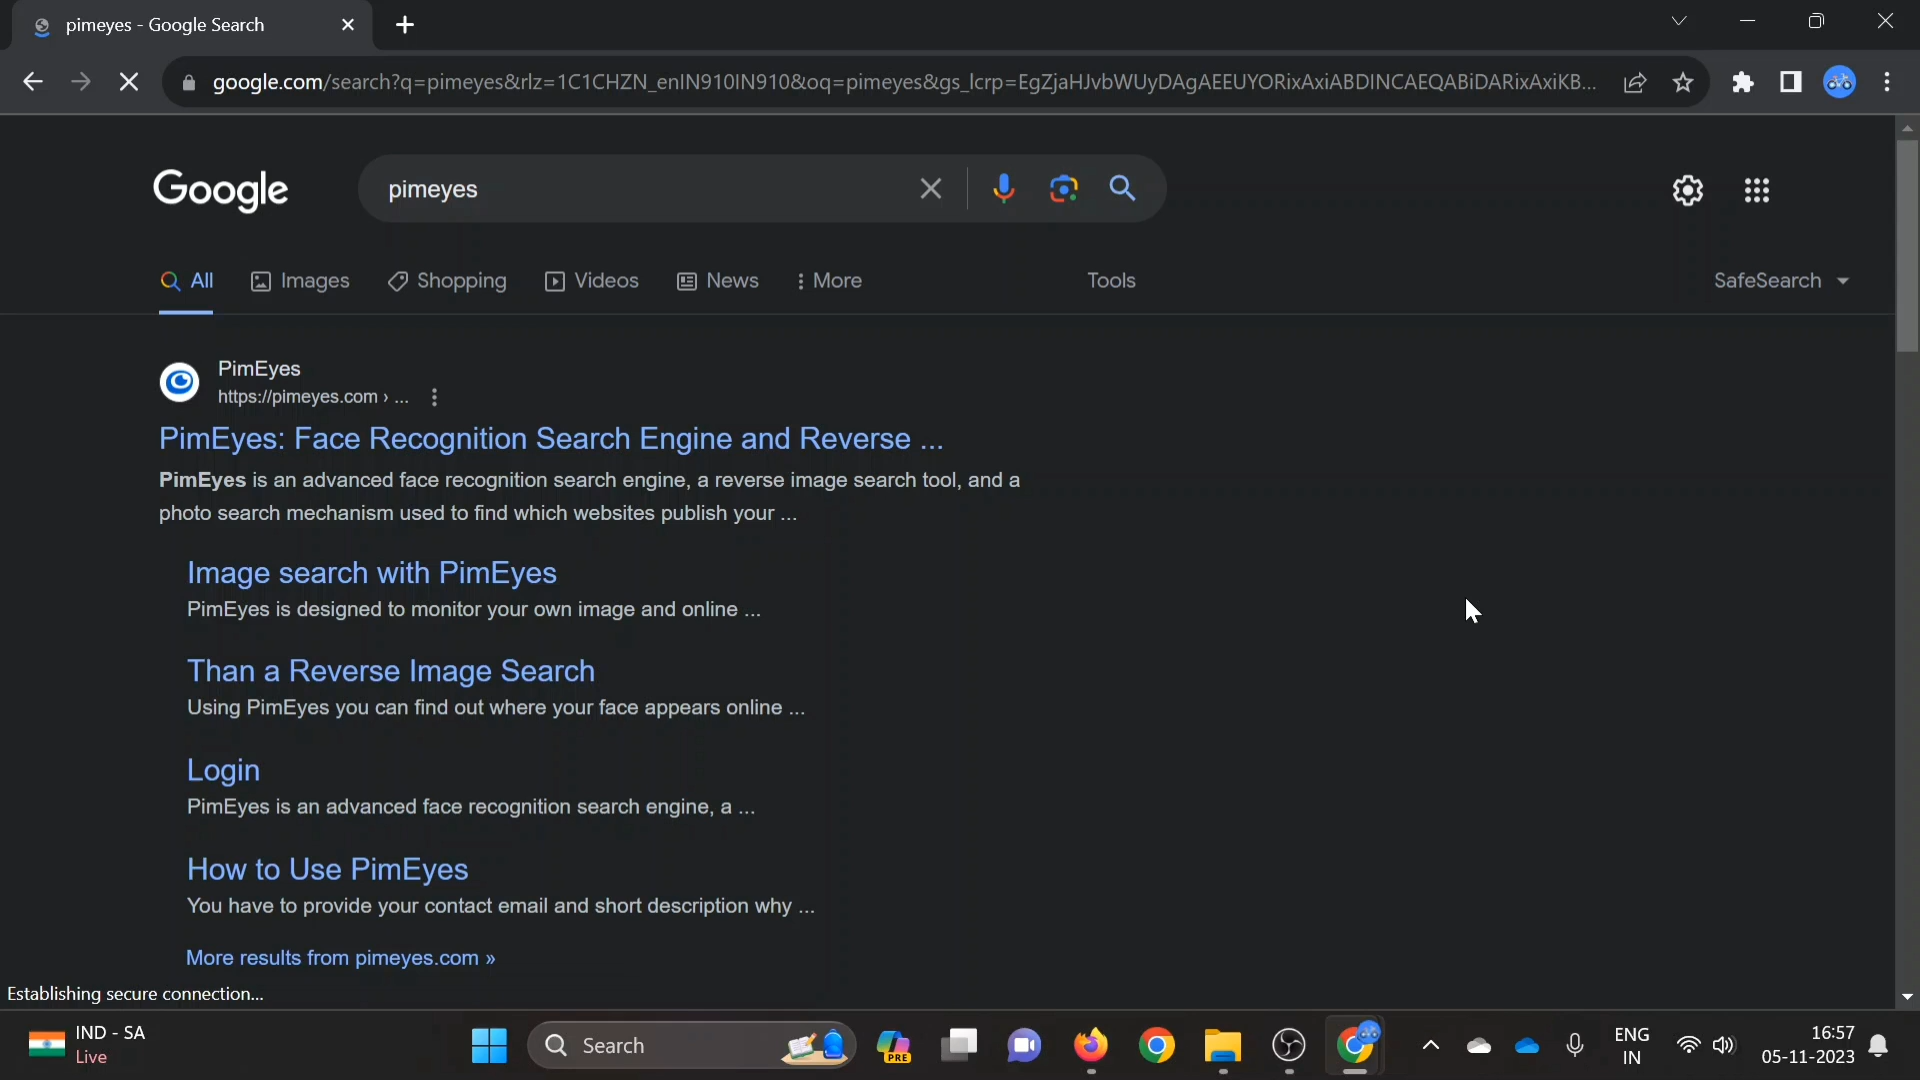 pimeyes - Google Search
google.com/search?q=pimeyes&rlz=1C1CHZN_enIN910IN910&oq=pimeyes&gs_lcrp=EgZjaHJvbWUyDAgAEEUYORixAxiABDINCAEQABiDARixAxiKB...
Google
pimeyes
All
Images
Shopping
Videos
News
More
Tools
SafeSearch
PimEyes
https://pimeyes.com › ...
PimEyes: Face Recognition Search Engine and Reverse ...
PimEyes is an advanced face recognition search engine, a reverse image search tool, and a
photo search mechanism used to find which websites publish your ...
Image search with PimEyes
PimEyes is designed to monitor your own image and online ...
Than a Reverse Image Search
Using PimEyes you can find out where your face appears online ...
Login
PimEyes is an advanced face recognition search engine, a ...
How to Use PimEyes
You have to provide your contact email and short description why ...
More results from pimeyes.com »
Establishing secure connection...
IND - SA
Live
Search
PRE
ENG
IN
16:57
05-11-2023